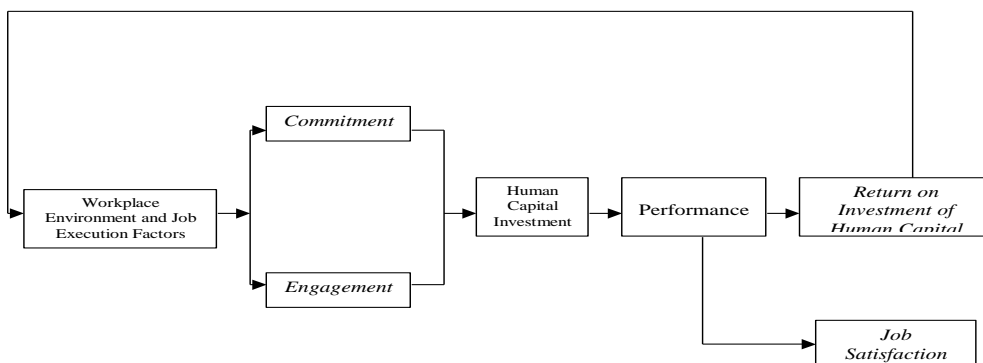 Commitment
Workplace
Environment and Job
Execution Factors
Human
Capital
Investment
Performance
Return on
Investment of
Human Capital
Engagement
Job
Satisfaction